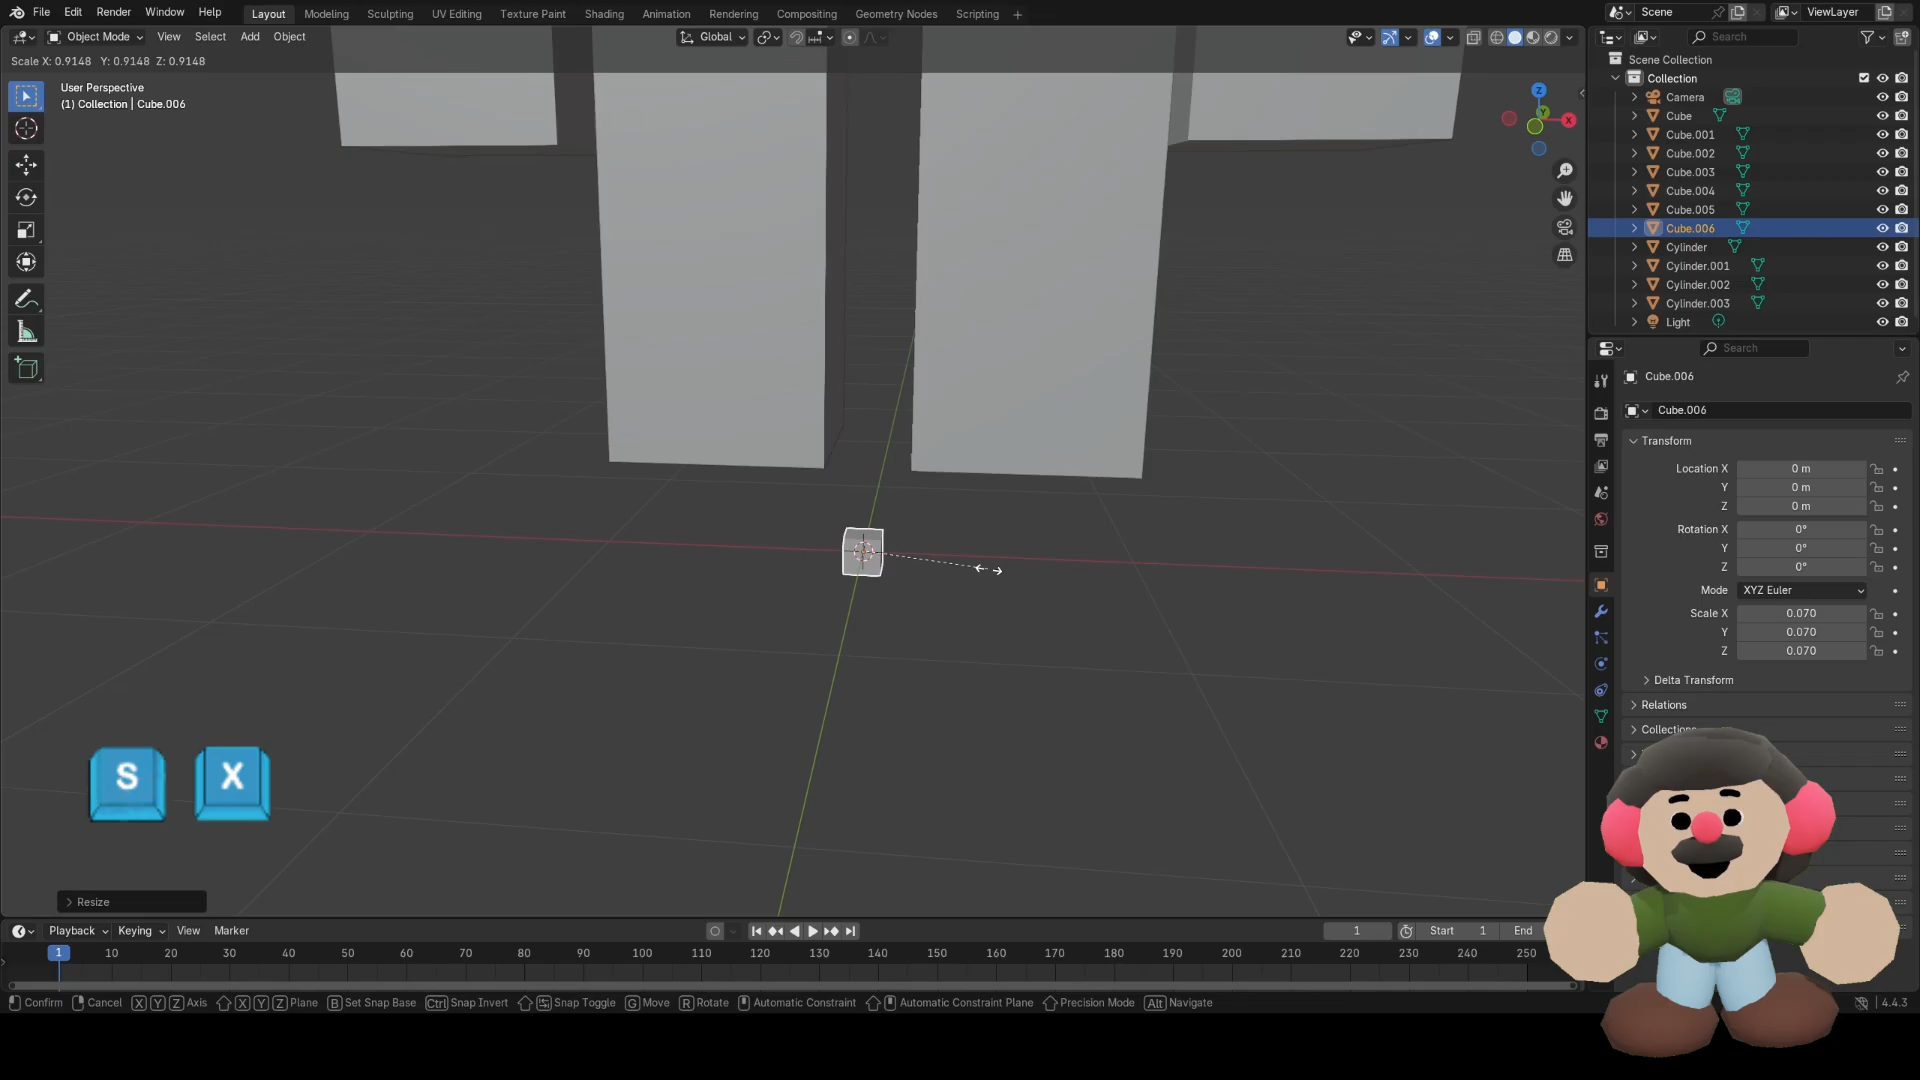 File Edit Render Window Help Layout Modeling Sculpting UV Editing Texture Paint Shading Animation Rendering Compositing Geometry Nodes Scripting + Scene ViewLayer
Object Mode View Select Add Object Global Search
Scale X: 0.9148 Y: 0.9148 Z: 0.9148
User Perspective
(1) Collection | Cube.006
Z
Y
X
Scene Collection
Collection
Camera
Cube
Cube.001
Cube.002
Cube.003
Cube.004
Cube.005
Cube.006
Cylinder
Cylinder.001
Cylinder.002
Cylinder.003
Light
Search
Cube.006
Cube.006
Transform
Location X 0 m
Y 0 m
Z 0 m
Rotation X 0°
Y 0°
Z 0°
Mode XYZ Euler
Scale X 0.070
Y 0.070
Z 0.070
Delta Transform
Relations
Collections
S X
Resize
Playback Keying View Marker 1 Start 1 End
1 10 20 30 40 50 60 70 80 90 100 110 120 130 140 150 160 170 180 190 200 210 220 230 240 250
Confirm Cancel X Y Z Axis X Y Z Plane B Set Snap Base Ctrl Snap Invert Snap Toggle G Move R Rotate Automatic Constraint Automatic Constraint Plane Precision Mode Alt Navigate 4.4.3